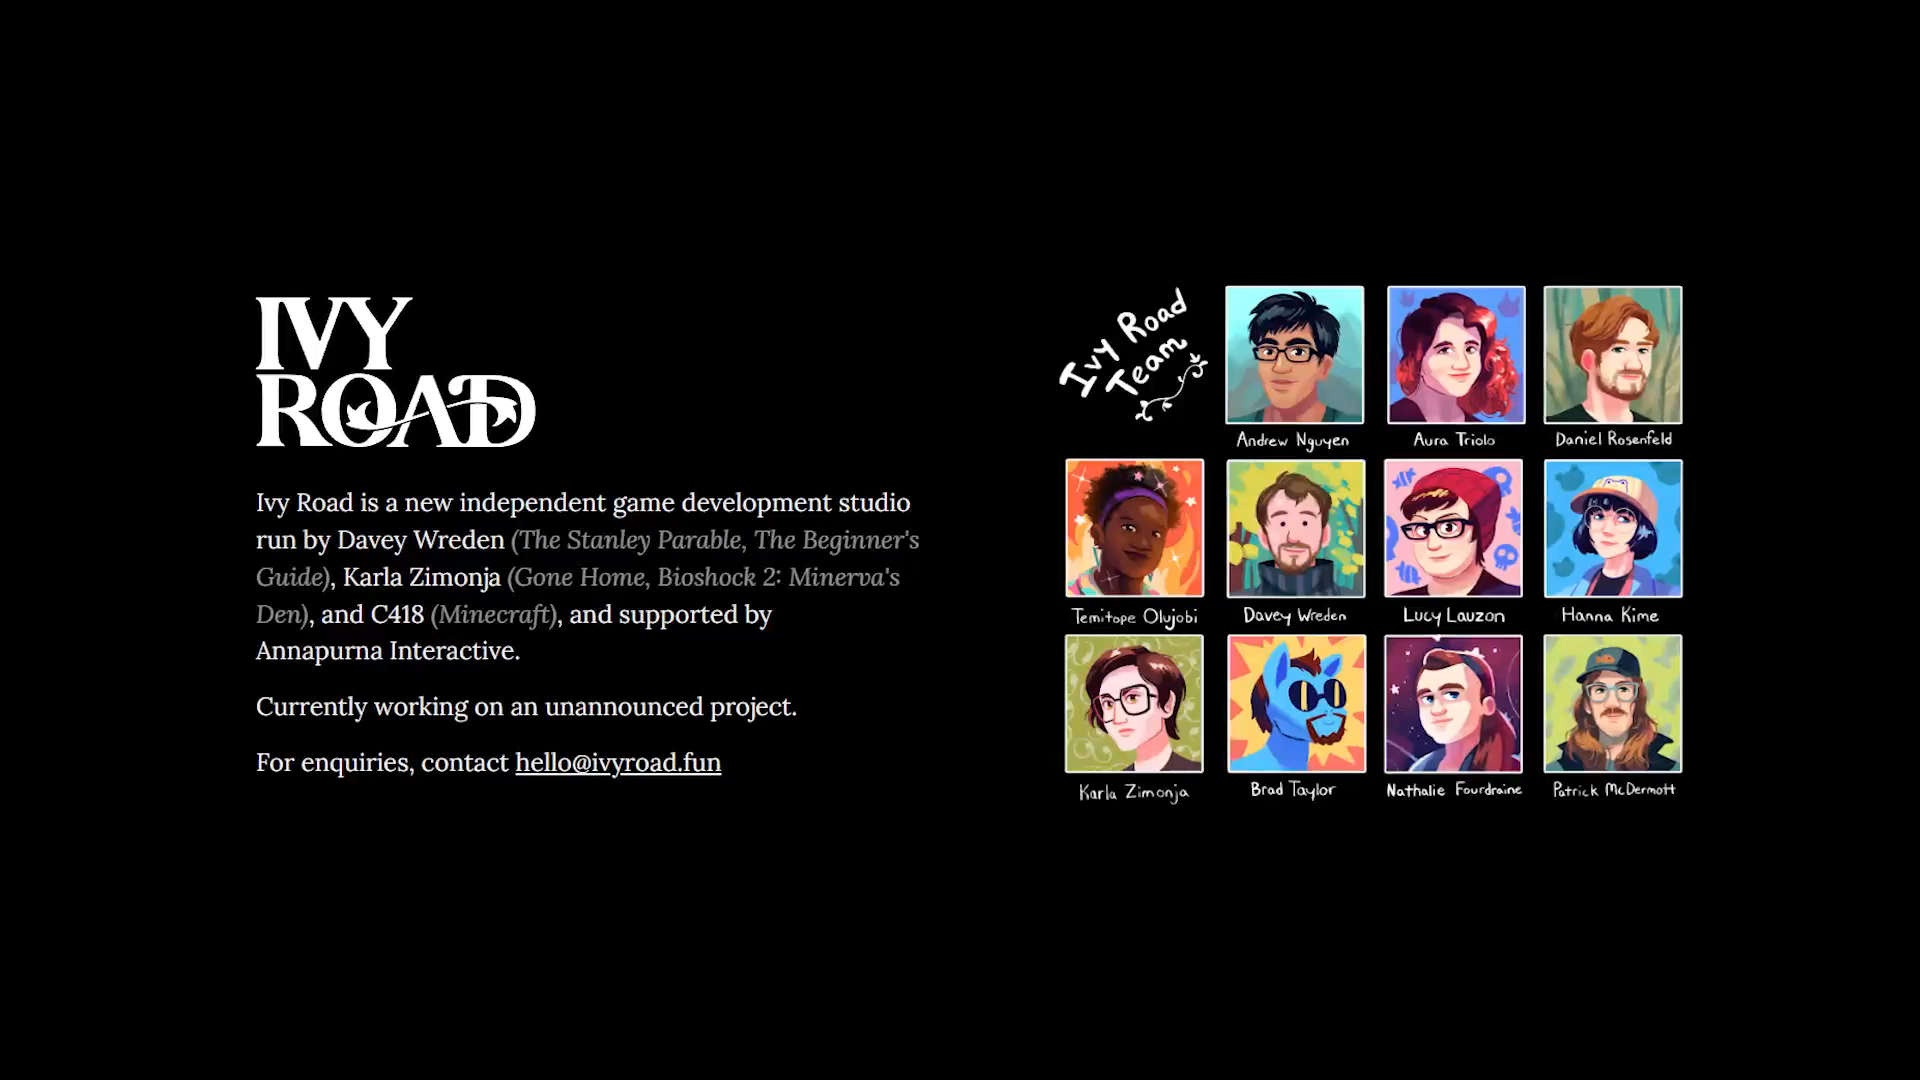 IVY
ROAD
Ivy Road is a new independent game development studio
run by Davey Wreden (The Stanley Parable, The Beginner's
Guide), Karla Zimonja (Gone Home, Bioshock 2: Minerva's
Den), and C418 (Minecraft), and supported by
Annapurna Interactive.
Currently working on an unannounced project.
For enquiries, contact hello@ivyroad.fun
Ivy Road
Team
Andrew Nguyen
Aura Triolo
Daniel Rosenfeld
Temitope Olujobi
Davey Wreden
Lucy Lauzon
Hanna Kime
Karla Zimonja
Brad Taylor
Nathalie Fourdraine
Patrick McDermott